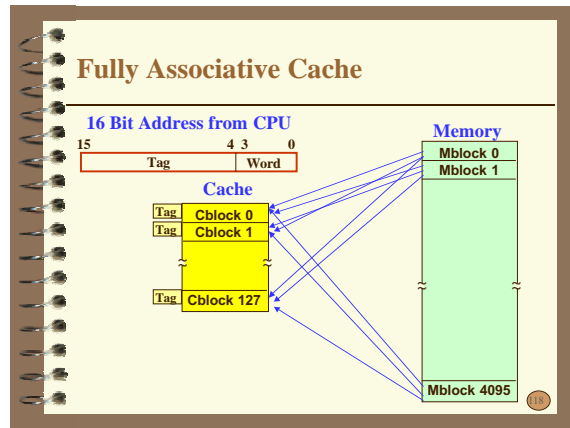 Fully Associative Cache
16 Bit Address from CPU
15 4 3 0
Tag Word
Cache
Tag Cblock 0
Tag Cblock 1
Tag Cblock 127
Memory
Mblock 0
Mblock 1
Mblock 4095
118